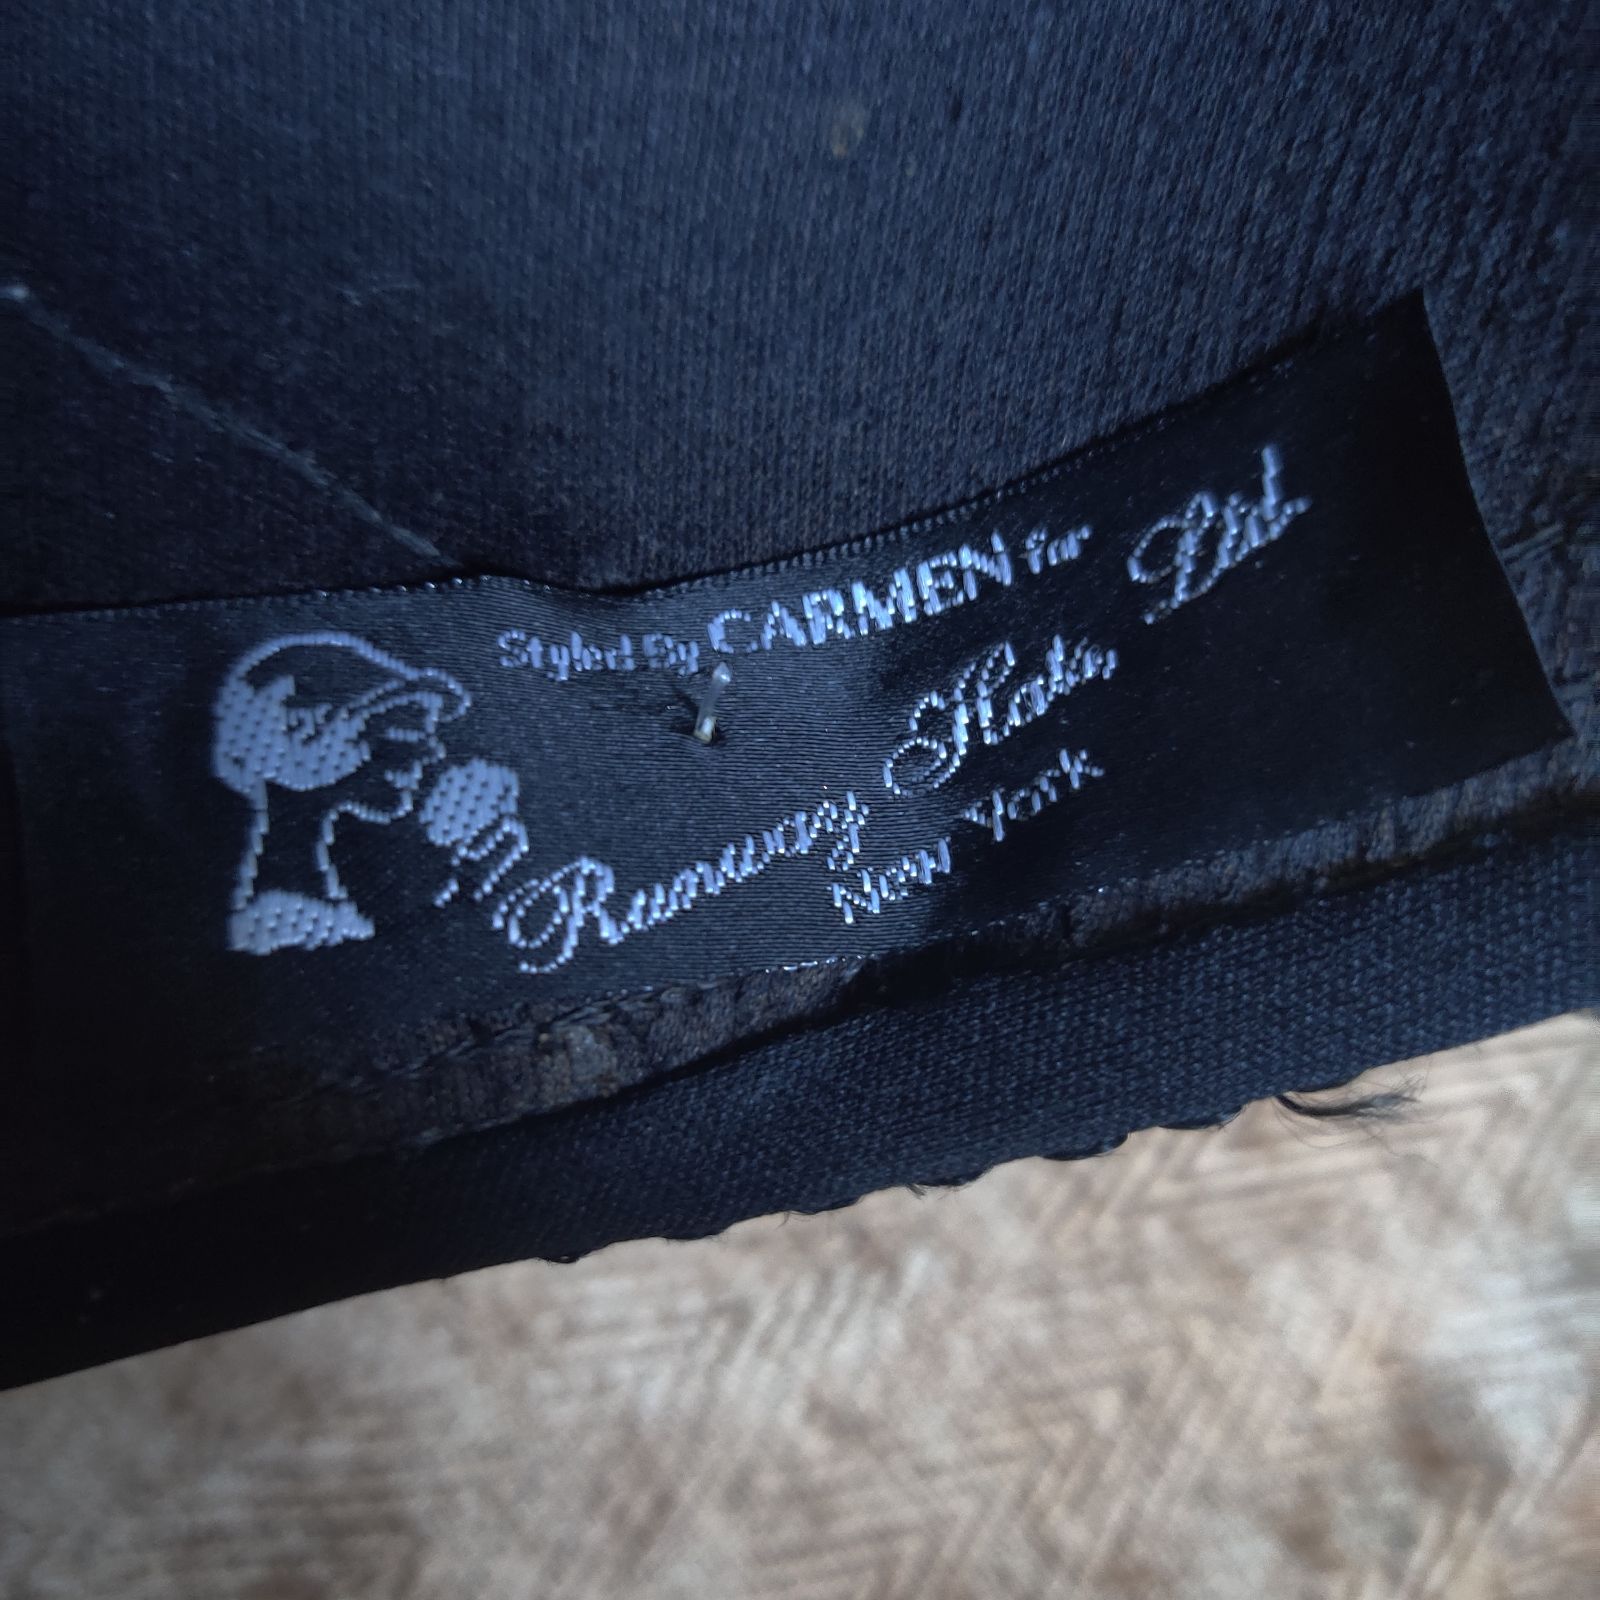 Styled By CARMEN for
Runway Hats Ltd.
New York